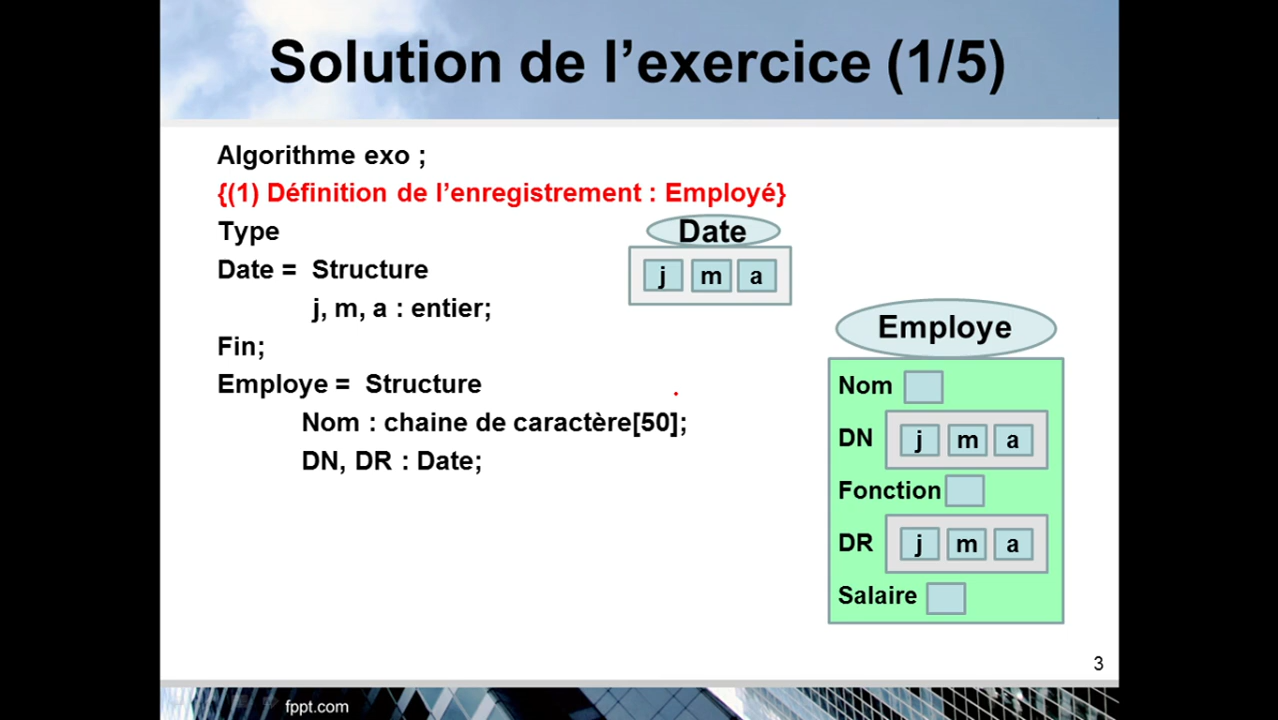 Solution de l’exercice (1/5)
Algorithme exo ;
{(1) Définition de l’enregistrement : Employé}
Type
Date = Structure
j, m, a : entier;
Fin;
Employe = Structure
Nom : chaine de caractère[50];
DN, DR : Date;
Date
j m a
Employe
Nom
DN j m a
Fonction
DR j m a
Salaire
3
fppt.com